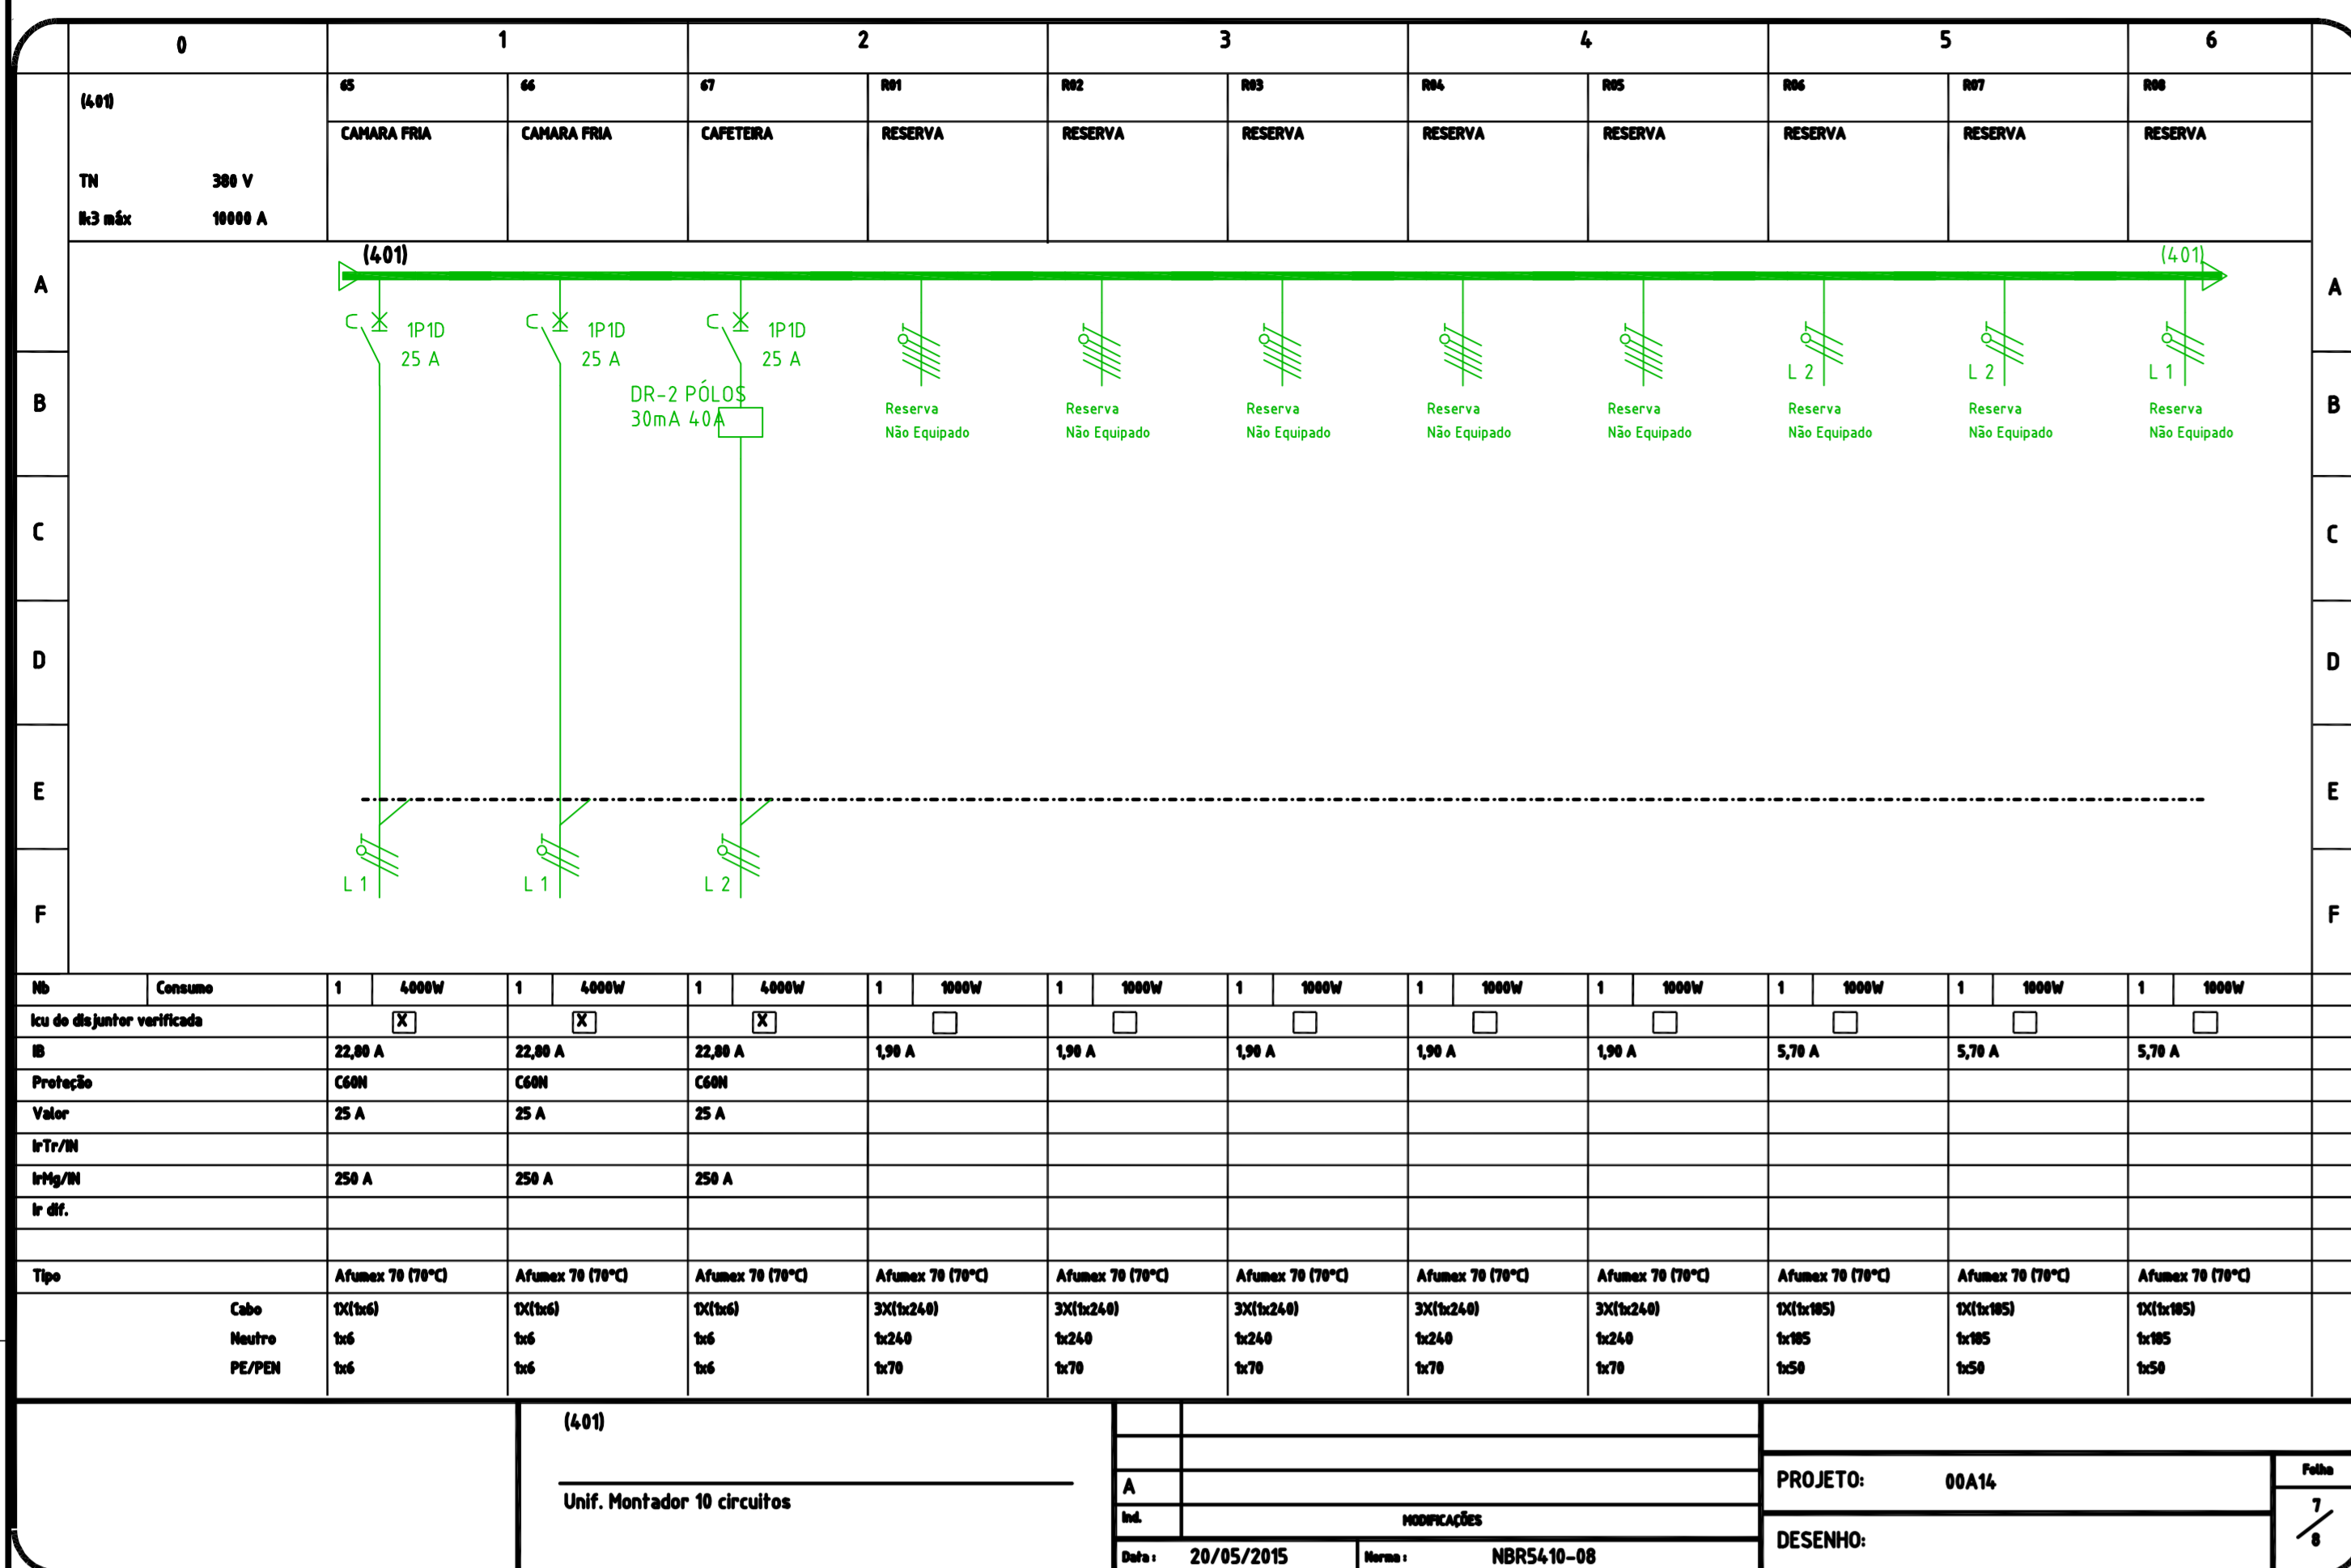 0 1 2 3 4 5 6
(401) 65 66 67 R01 R02 R03 R04 R05 R06 R07 R08
CAMARA FRIA CAMARA FRIA CAFETEIRA RESERVA RESERVA RESERVA RESERVA RESERVA RESERVA RESERVA RESERVA
TN 380 V
Ik3 máx 10000 A
(401) (401)
A A
C 1P1D C 1P1D C 1P1D
25 A 25 A 25 A
L 2 L 2 L 1
DR-2 PÓLOS
30mA 40A
B B
Reserva Reserva Reserva Reserva Reserva Reserva Reserva Reserva
Não Equipado Não Equipado Não Equipado Não Equipado Não Equipado Não Equipado Não Equipado Não Equipado
C C
D D
E E
L 1 L 1 L 2
F F
Nb Consumo 1 4000W 1 4000W 1 4000W 1 1000W 1 1000W 1 1000W 1 1000W 1 1000W 1 1000W 1 1000W 1 1000W
Icu do disjuntor verificada X X X
IB 22,80 A 22,80 A 22,80 A 1,90 A 1,90 A 1,90 A 1,90 A 1,90 A 5,70 A 5,70 A 5,70 A
Proteção C60N C60N C60N
Valor 25 A 25 A 25 A
IrTr/IN
IrMg/IN 250 A 250 A 250 A
Ir dif.
Tipo Afumex 70 (70°C) Afumex 70 (70°C) Afumex 70 (70°C) Afumex 70 (70°C) Afumex 70 (70°C) Afumex 70 (70°C) Afumex 70 (70°C) Afumex 70 (70°C) Afumex 70 (70°C) Afumex 70 (70°C) Afumex 70 (70°C)
Cabo 1X(1x6) 1X(1x6) 1X(1x6) 3X(1x240) 3X(1x240) 3X(1x240) 3X(1x240) 3X(1x240) 1X(1x185) 1X(1x185) 1X(1x185)
Neutro 1x6 1x6 1x6 1x240 1x240 1x240 1x240 1x240 1x185 1x185 1x185
PE/PEN 1x6 1x6 1x6 1x70 1x70 1x70 1x70 1x70 1x50 1x50 1x50
(401)
Unif. Montador 10 circuitos
A
Ind. MODIFICAÇÕES
Data : 20/05/2015 Norma : NBR5410-08
PROJETO: 00A14
DESENHO:
Folha
7
/
8